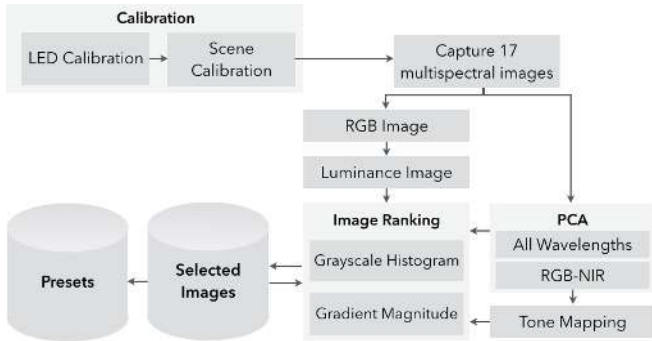 Calibration
LED Calibration
Scene
Calibration
Capture 17
multispectral images
RGB Image
Luminance Image
Image Ranking
Grayscale Histogram
Gradient Magnitude
PCA
All Wavelengths
RGB-NIR
Tone Mapping
Selected
Images
Presets